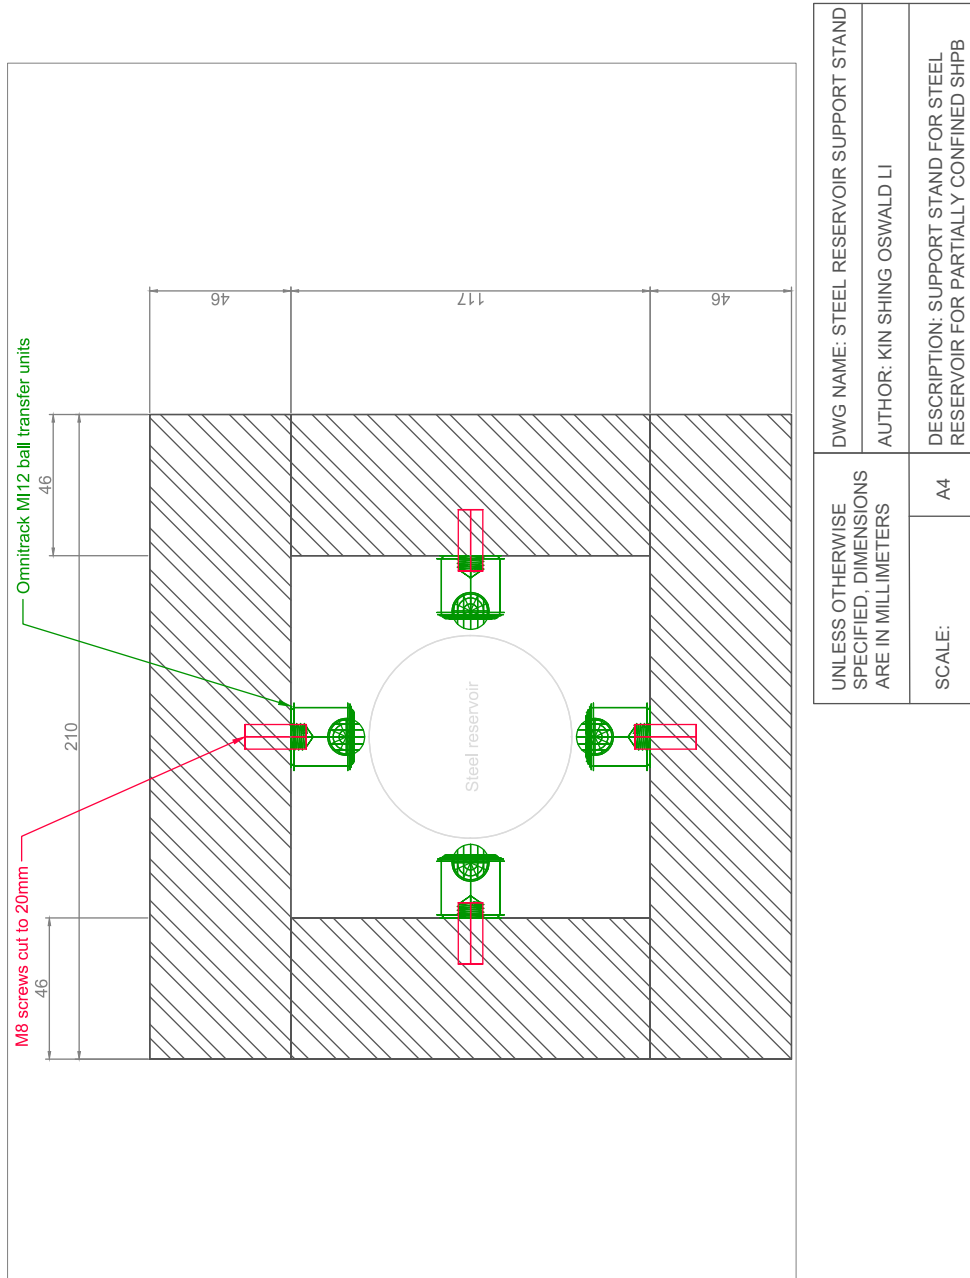 M8 screws cut to 20mm
Omnitrack MI12 ball transfer units
46
210
46
46
117
46
Steel reservoir
UNLESS OTHERWISE
SPECIFIED, DIMENSIONS
ARE IN MILLIMETERS
SCALE:
A4
DWG NAME: STEEL RESERVOIR SUPPORT STAND
AUTHOR: KIN SHING OSWALD LI
DESCRIPTION: SUPPORT STAND FOR STEEL
RESERVOIR FOR PARTIALLY CONFINED SHPB